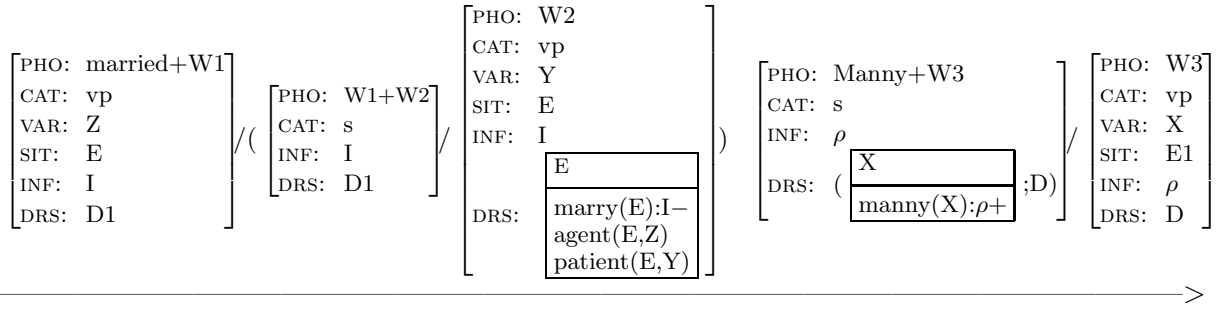 PHO: married+W1
CAT: vp
VAR: Z
SIT: E
INF: I
DRS: D1
/(
PHO: W1+W2
CAT: s
INF: I
DRS: D1
/
PHO: W2
CAT: vp
VAR: Y
SIT: E
INF: I
DRS:
E
marry(E):I−
agent(E,Z)
patient(E,Y)
)
PHO: Manny+W3
CAT: s
INF: ρ
DRS: (
X
manny(X):ρ+
;D)
/
PHO: W3
CAT: vp
VAR: X
SIT: E1
INF: ρ
DRS: D
>